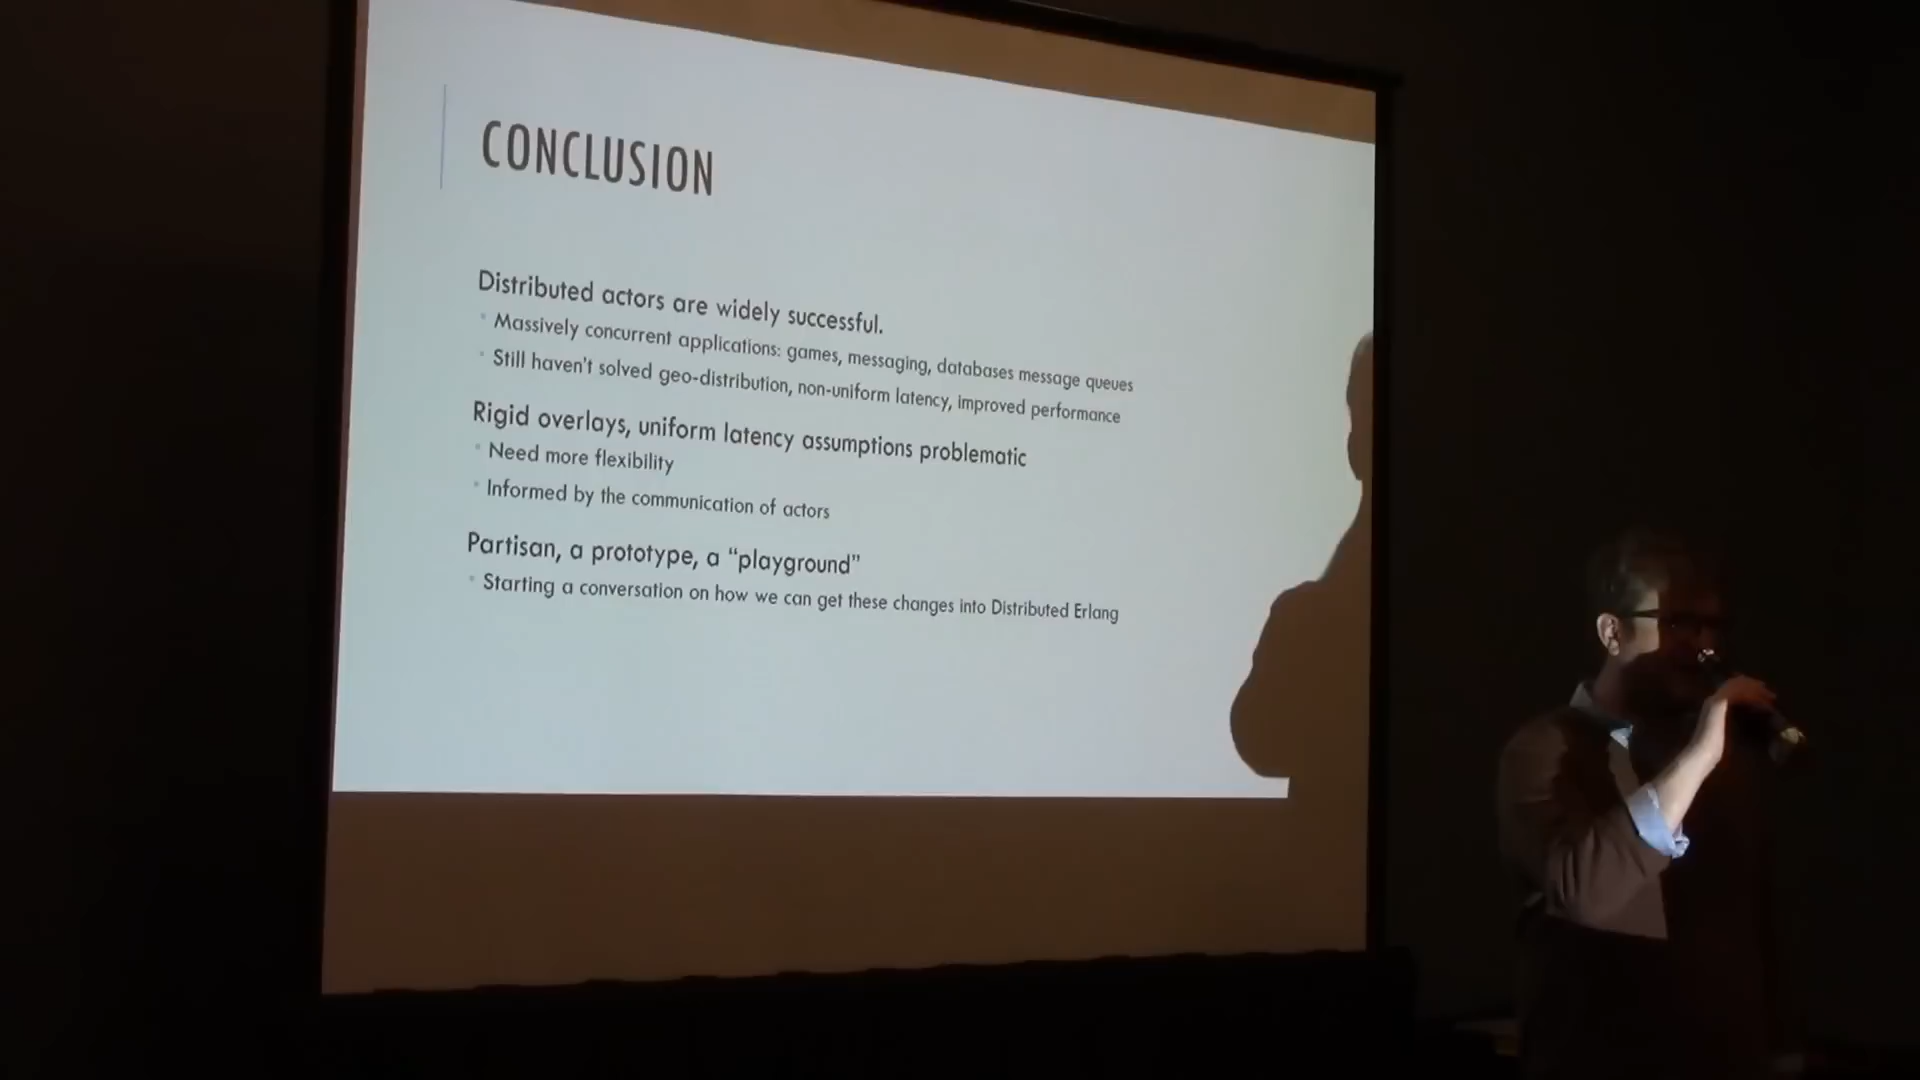 CONCLUSION
Distributed actors are widely successful.
Massively concurrent applications: games, messaging, databases message queues
Still haven't solved geo-distribution, non-uniform latency, improved performance
Rigid overlays, uniform latency assumptions problematic
Need more flexibility
Informed by the communication of actors
Partisan, a prototype, a “playground”
Starting a conversation on how we can get these changes into Distributed Erlang